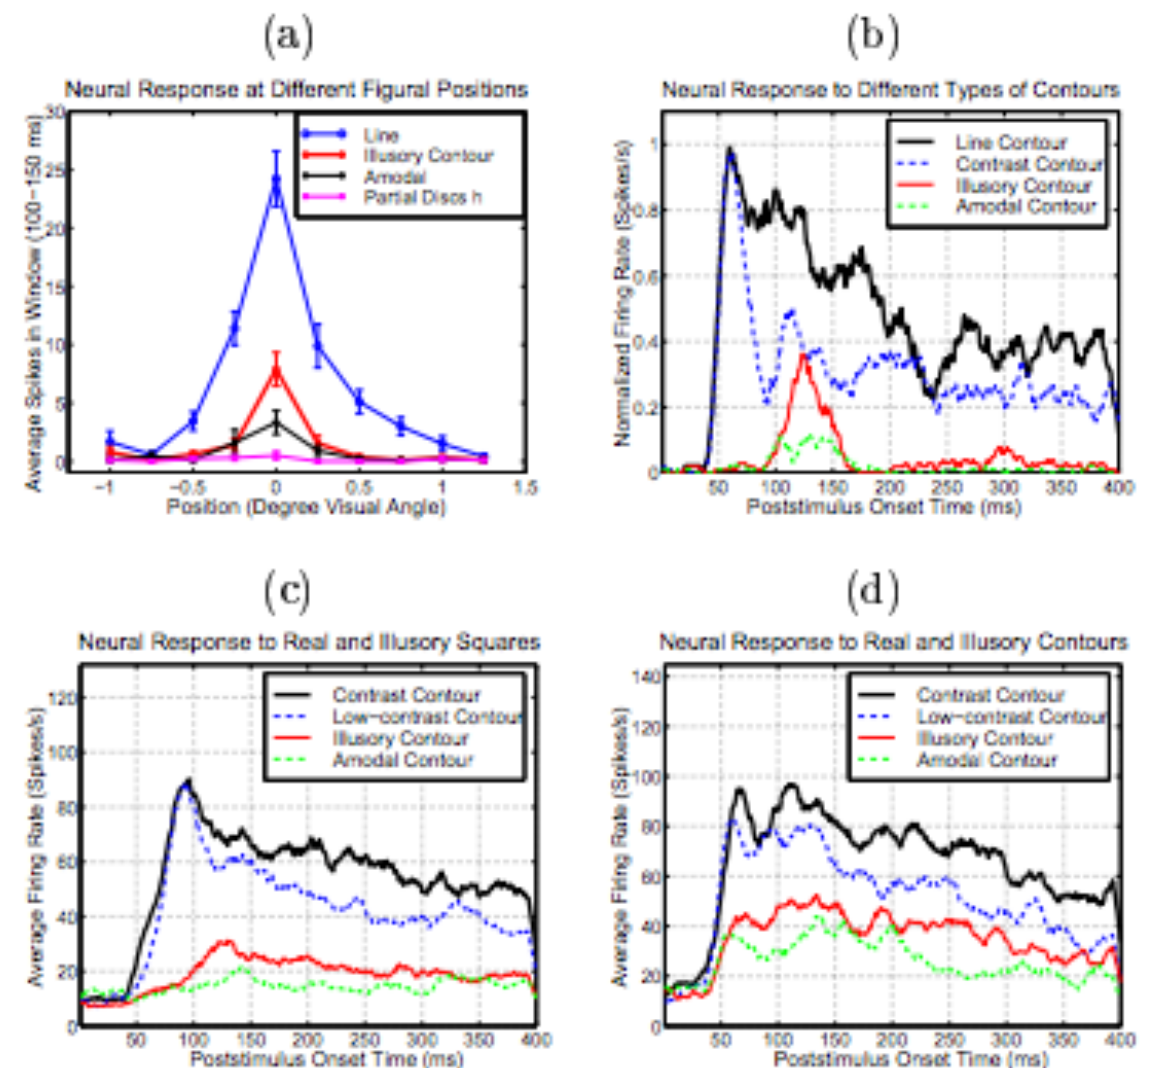 (a)
Neural Response at Different Figural Positions
Average Spikes in Window (100-150 ms)
30
25
20
15
10
5
0
Line
Illusory Contour
Amodal
Partial Discs h
-1 -0.5 0 0.5 1 1.5
Position (Degree Visual Angle)
(b)
Neural Response to Different Types of Contours
Normalized Firing Rate (Spikes/s)
1
0.8
0.6
0.4
0.2
0
Line Contour
Contrast Contour
Illusory Contour
Amodal Contour
50 100 150 200 250 300 350 400
Poststimulus Onset Time (ms)
(c)
Neural Response to Real and Illusory Squares
Average Firing Rate (Spikes/s)
120
100
80
60
40
20
0
Contrast Contour
Low-contrast Contour
Illusory Contour
Amodal Contour
50 100 150 200 250 300 350 400
Poststimulus Onset Time (ms)
(d)
Neural Response to Real and Illusory Contours
Average Firing Rate (Spikes/s)
140
120
100
80
60
40
20
0
Contrast Contour
Low-contrast Contour
Illusory Contour
Amodal Contour
50 100 150 200 250 300 350 400
Poststimulus Onset Time (ms)